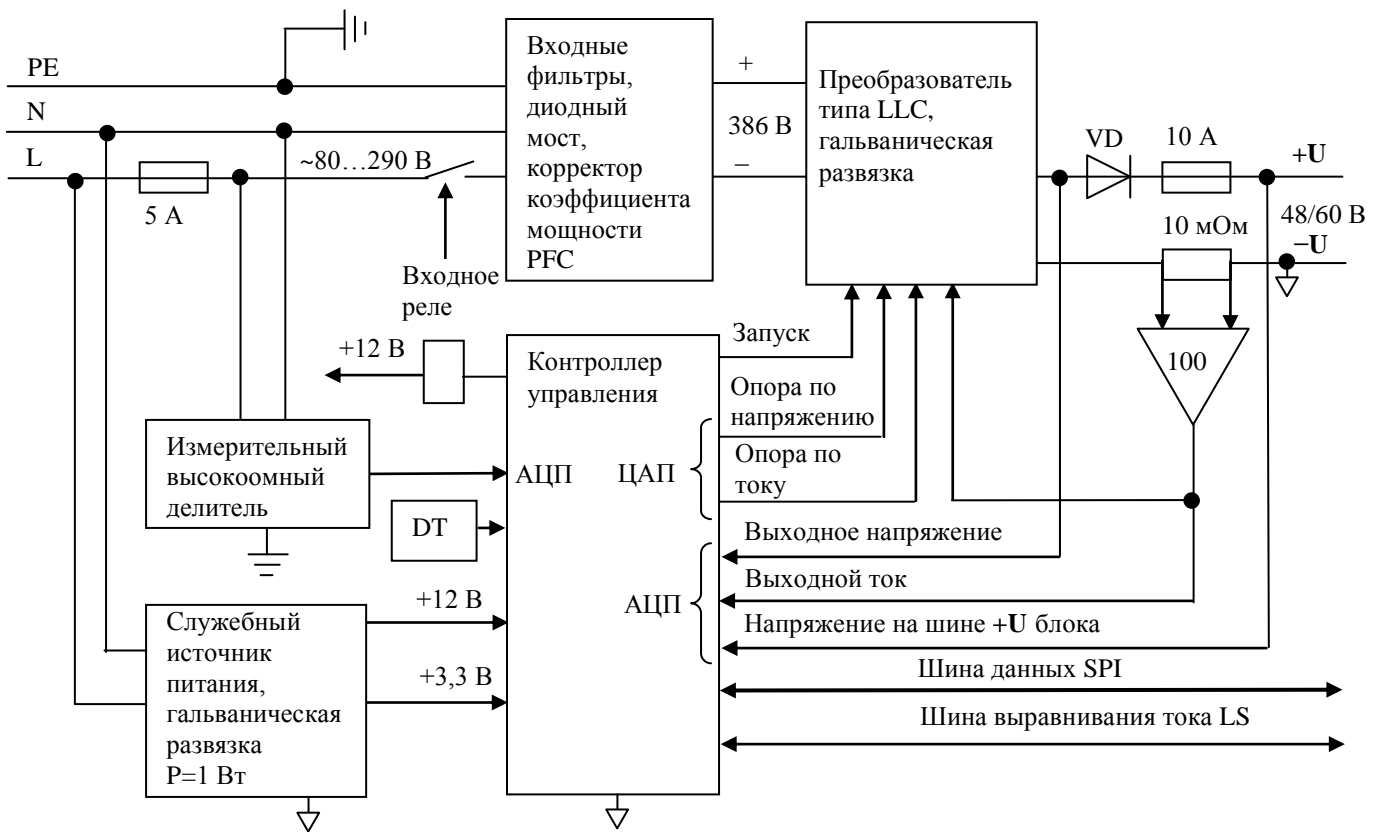 PE
N
L
5 А
~80…290 В
Входное
реле
Входные
фильтры,
диодный
мост,
корректор
коэффициента
мощности
PFC
+
386 В
–
Преобразователь
типа LLC,
гальваническая
развязка
VD
10 А
+U
48/60 В
–U
10 мОм
100
+12 В
Контроллер
управления
Запуск
Опора по
напряжению
Опора по
току
Измерительный
высокоомный
делитель
АЦП
ЦАП
DT
Выходное напряжение
Выходной ток
АЦП
Напряжение на шине +U блока
Шина данных SPI
Шина выравнивания тока LS
Служебный
источник
питания,
гальваническая
развязка
P=1 Вт
+12 В
+3,3 В